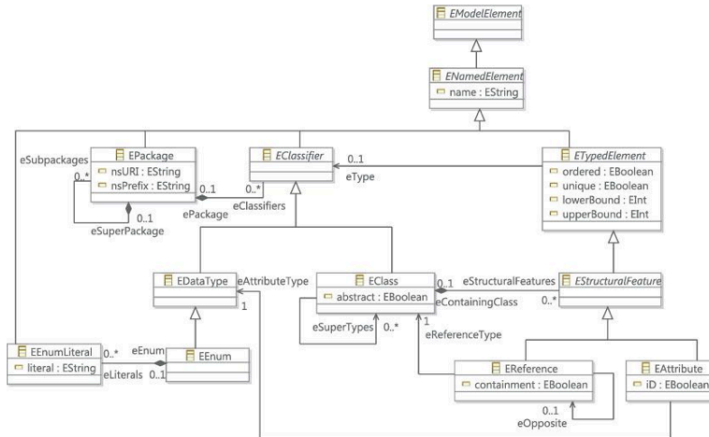 EModelElement
ENamedElement
name : EString
eSubpackages
EPackage
nsURI : EString
nsPrefix : EString
0..*
0..1
eSuperPackage
0..1
ePackage
0..*
eClassifiers
EClassifier
0..1
eType
ETypedElement
ordered : EBoolean
unique : EBoolean
lowerBound : EInt
upperBound : EInt
EDataType
eAttributeType
1
EClass
abstract : EBoolean
0..1
eStructuralFeatures
eContainingClass
0..*
EStructuralFeature
eSuperTypes
0..*
1
eReferenceType
EEnumLiteral
literal : EString
0..*
eEnum
eLiterals
0..1
EEnum
EReference
containment : EBoolean
0..1
eOpposite
EAttribute
iD : EBoolean